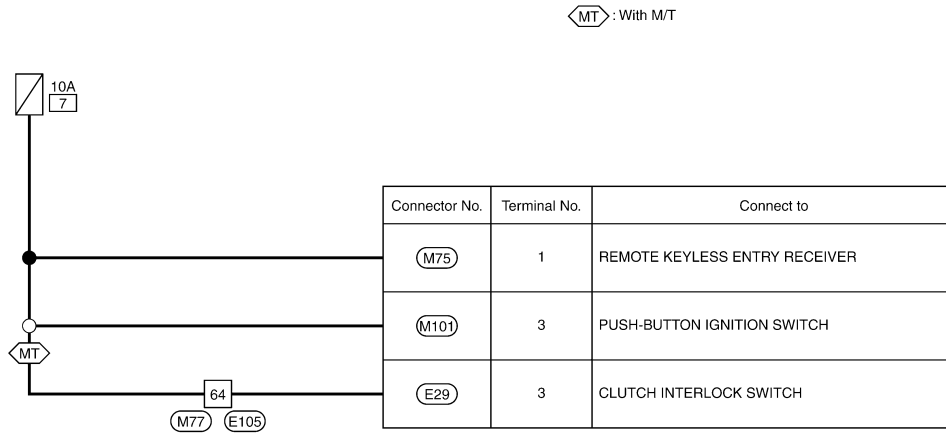 MT : With M/T
10A
7
Connector No. Terminal No. Connect to
M75 1 REMOTE KEYLESS ENTRY RECEIVER
M101 3 PUSH-BUTTON IGNITION SWITCH
MT
64 E29 3 CLUTCH INTERLOCK SWITCH
M77 E105